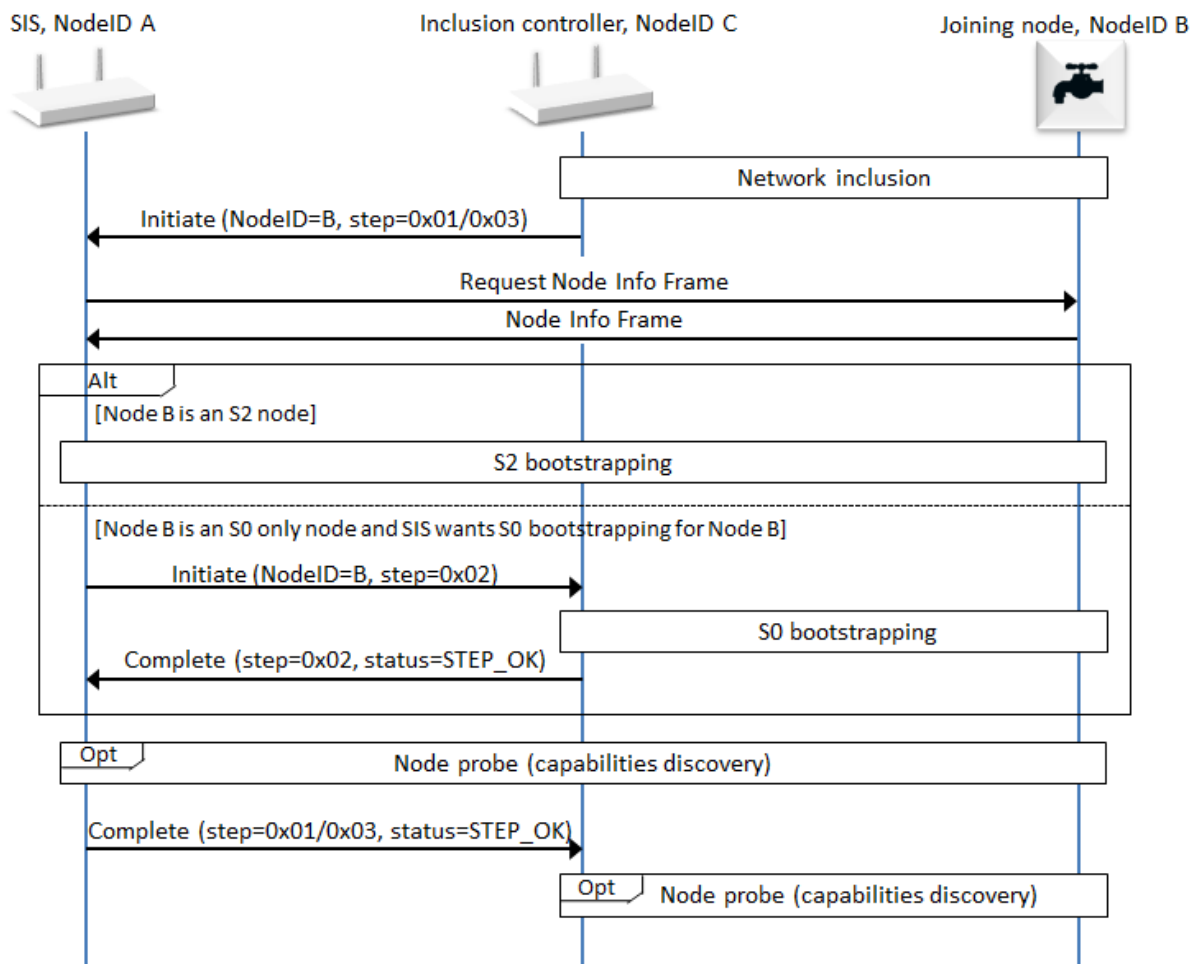 SIS, NodeID A
Inclusion controller, NodeID C
Joining node, NodeID B
Network inclusion
Initiate (NodeID=B, step=0x01/0x03)
Request Node Info Frame
Node Info Frame
Alt
[Node B is an S2 node]
S2 bootstrapping
[Node B is an S0 only node and SIS wants S0 bootstrapping for Node B]
Initiate (NodeID=B, step=0x02)
S0 bootstrapping
Complete (step=0x02, status=STEP_OK)
Opt
Node probe (capabilities discovery)
Complete (step=0x01/0x03, status=STEP_OK)
Opt
Node probe (capabilities discovery)